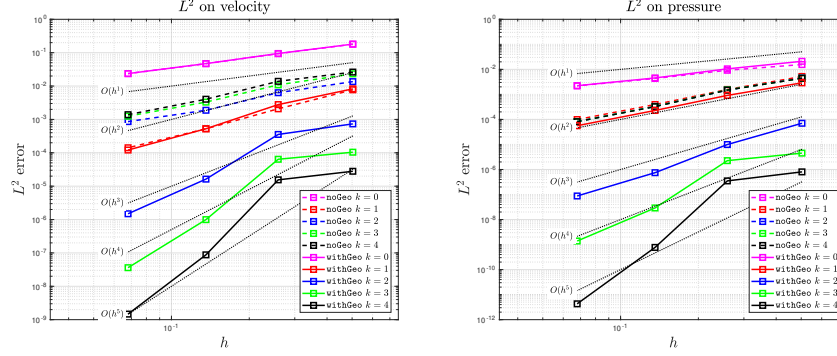 L² on velocity
10⁰
10⁻¹
10⁻²
10⁻³
10⁻⁴
10⁻⁵
10⁻⁶
10⁻⁷
10⁻⁸
10⁻⁹
L² error
O(h¹)
O(h²)
O(h³)
O(h⁴)
O(h⁵)
noGeo k = 0
noGeo k = 1
noGeo k = 2
noGeo k = 3
noGeo k = 4
withGeo k = 0
withGeo k = 1
withGeo k = 2
withGeo k = 3
withGeo k = 4
10⁻¹
h
L² on pressure
10⁰
10⁻²
10⁻⁴
10⁻⁶
10⁻⁸
10⁻¹⁰
10⁻¹²
L² error
O(h¹)
O(h²)
O(h³)
O(h⁴)
O(h⁵)
noGeo k = 0
noGeo k = 1
noGeo k = 2
noGeo k = 3
noGeo k = 4
withGeo k = 0
withGeo k = 1
withGeo k = 2
withGeo k = 3
withGeo k = 4
10⁻¹
h